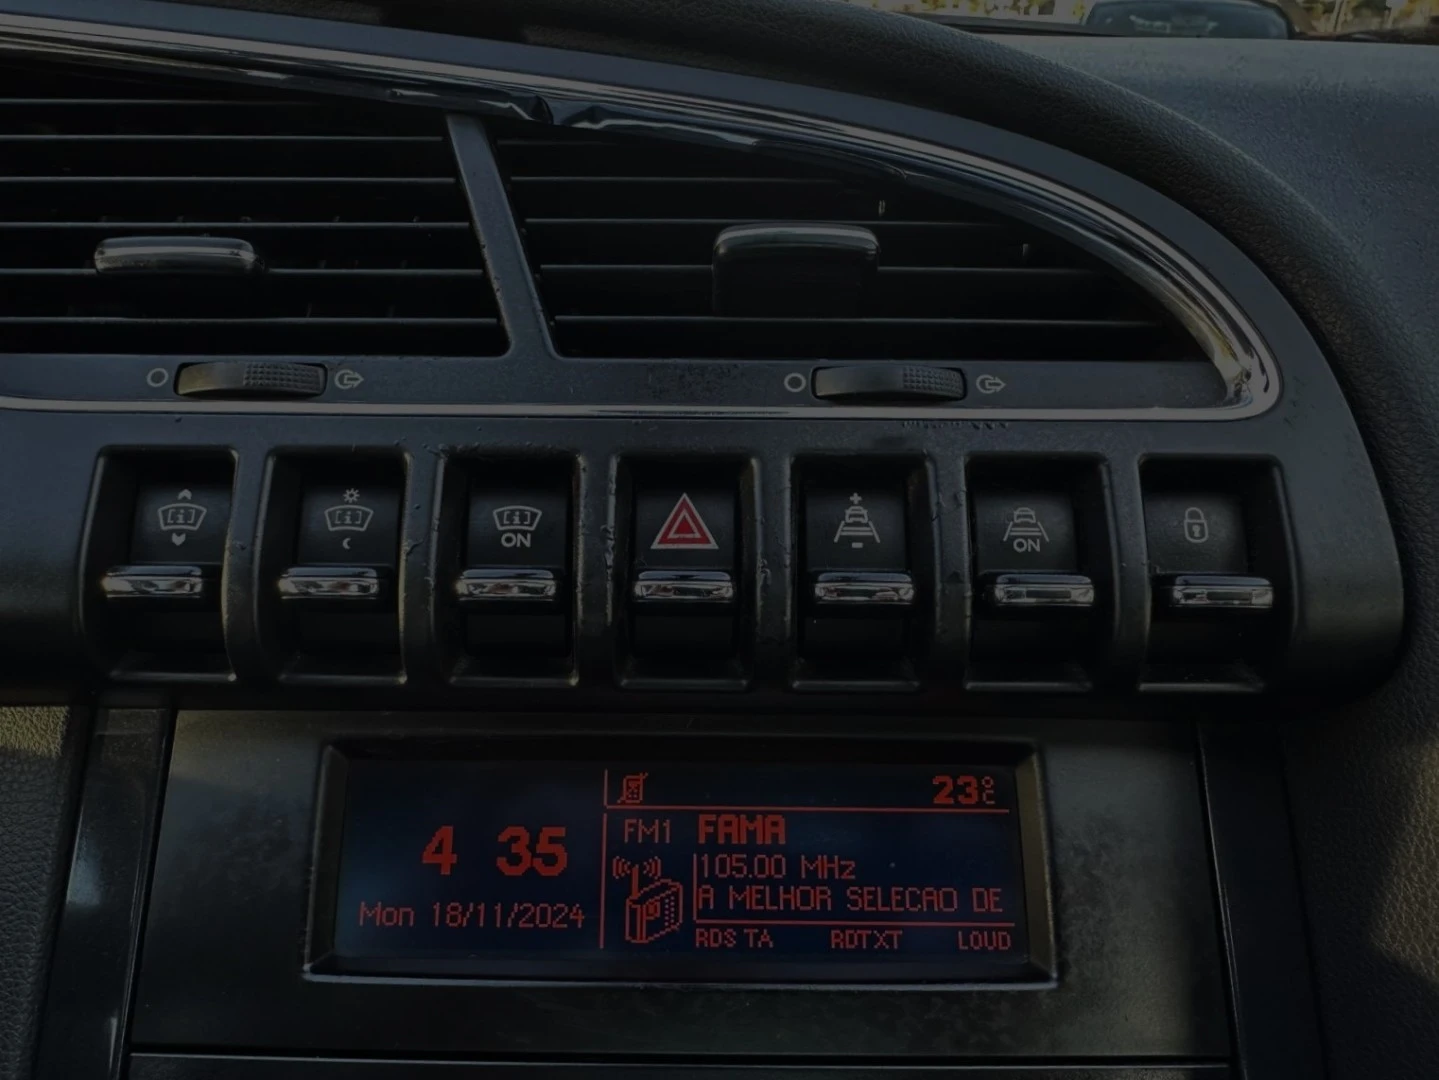 ON
ON
23°C
4 35
Mon 18/11/2024
FM1 FAMA
105.00 MHz
A MELHOR SELECAO DE
RDS TA RDTXT LOUD